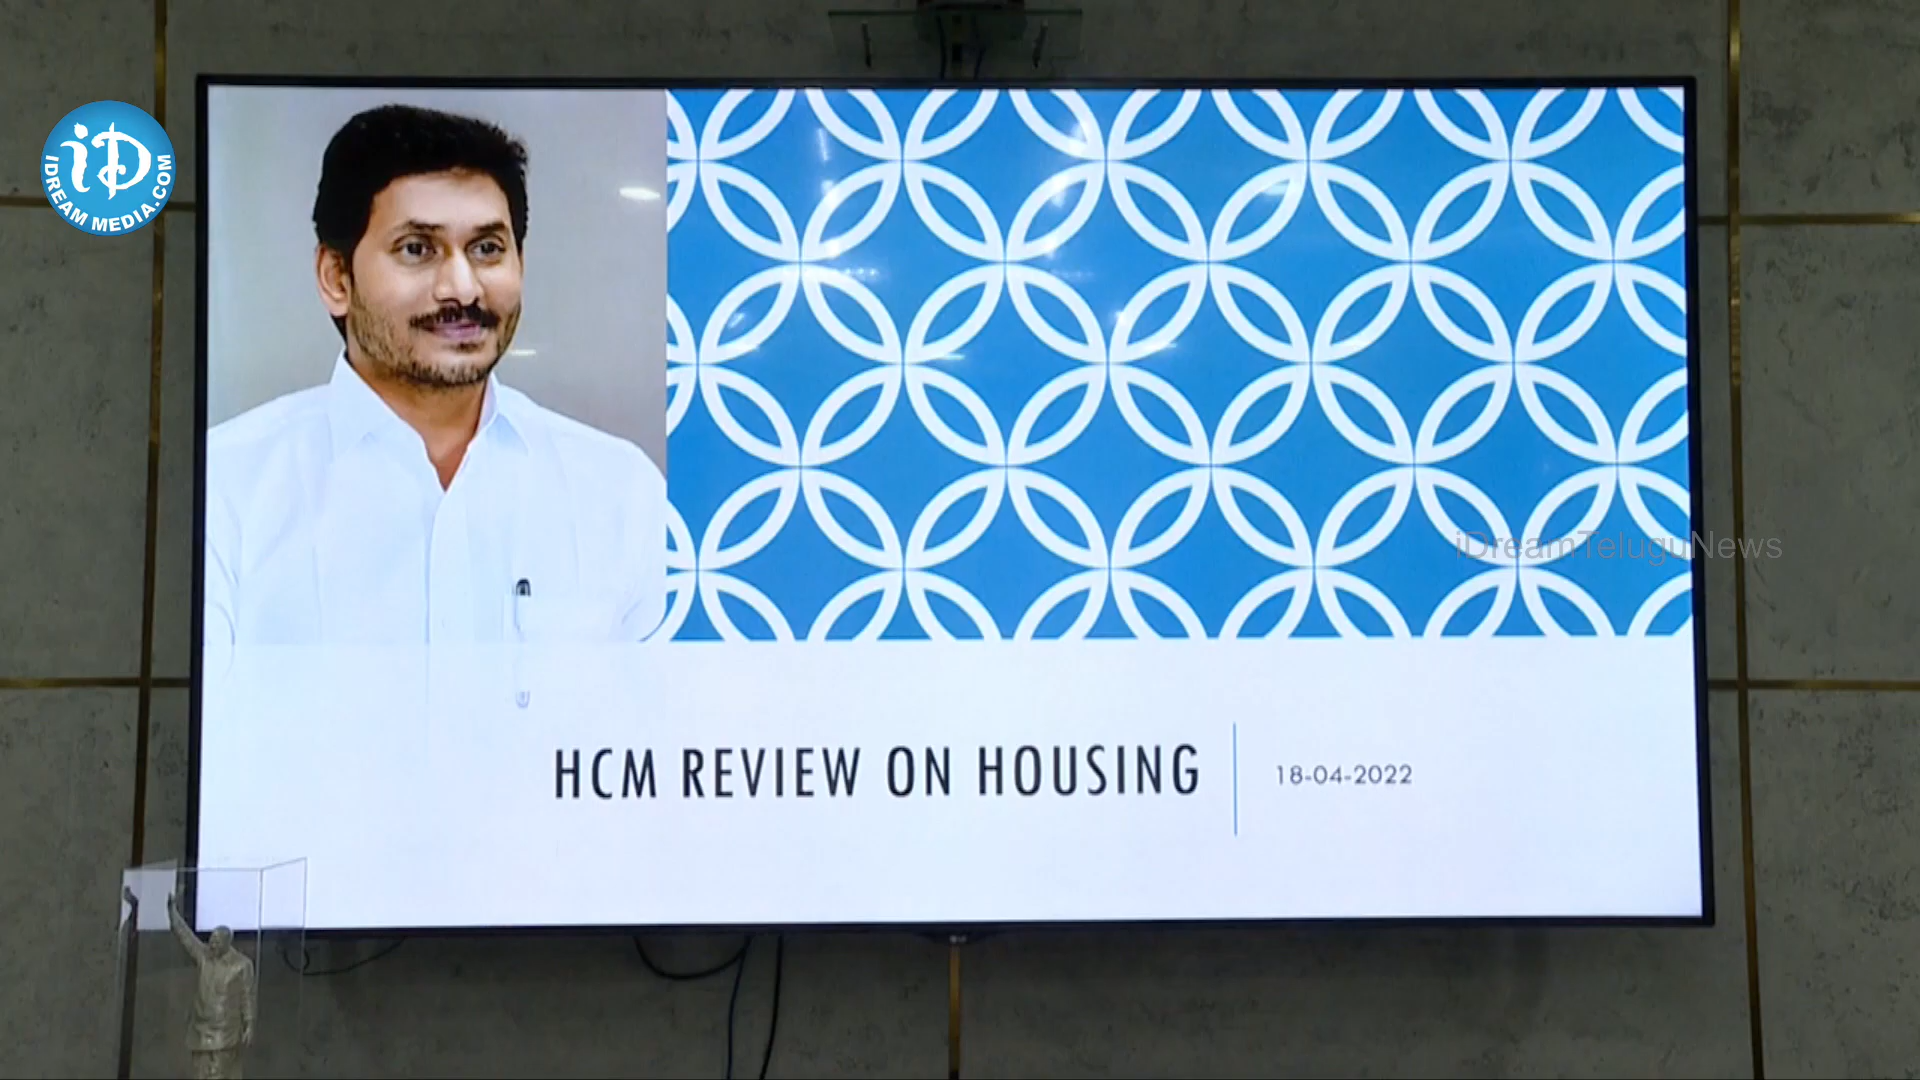 iD
IDREAM MEDIA.COM
iDreamTeluguNews
HCM REVIEW ON HOUSING
18-04-2022